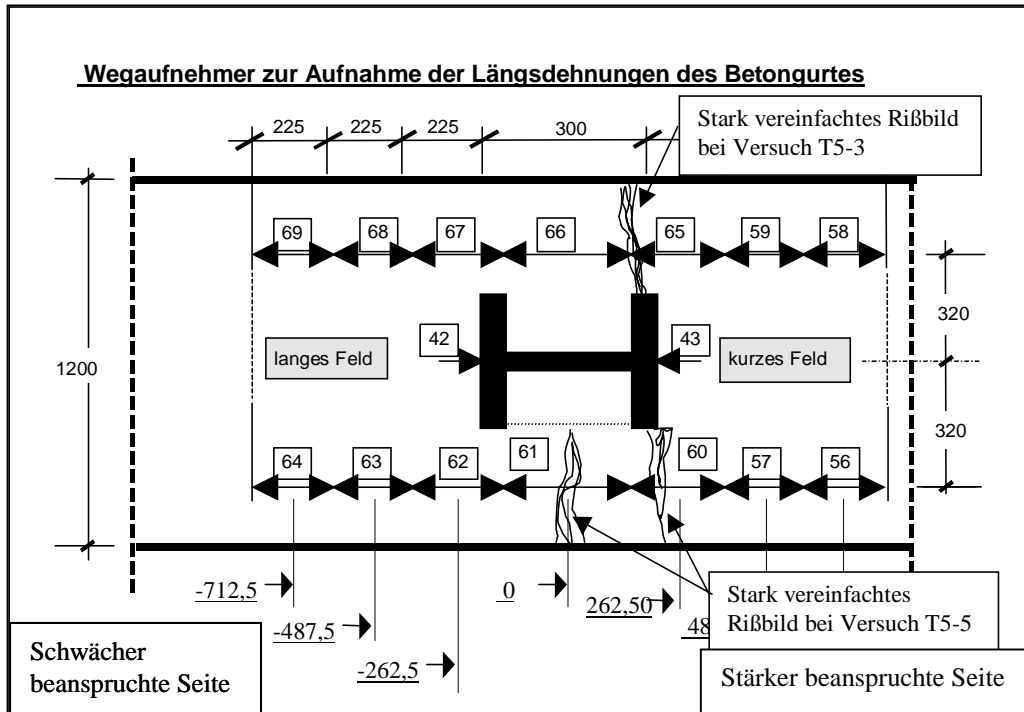 Wegaufnehmer zur Aufnahme der Längsdehnungen des Betongurtes
Stark vereinfachtes Rißbild
bei Versuch T5-3
225
225
225
300
69
68
67
66
65
59
58
320
42
43
1200
langes Feld
kurzes Feld
320
64
63
62
61
60
57
56
-712,5
0
262,50
-487,5
48
-262,5
Stark vereinfachtes
Rißbild bei Versuch T5-5
Schwächer
beanspruchte Seite
Stärker beanspruchte Seite